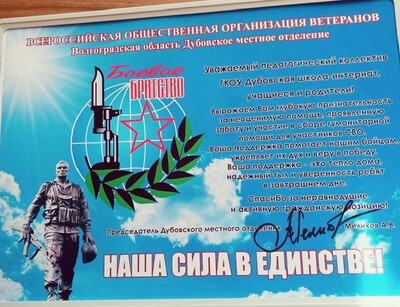 ВСЕРОССИЙСКАЯ ОБЩЕСТВЕННАЯ ОРГАНИЗАЦИЯ ВЕТЕРАНОВ
Волгоградская область Дубовское местное отделение
Боевое
БРАТСТВО
Уважаемый педагогический коллектив
ГКОУ Дубовская школа-интернат,
учащиеся и родители!
Выражаем Вам глубокую признательность
за неоценимую помощь, проявленную
заботу и участие в сборе гуманитарной
помощи для участников СВО.
Ваша поддержка помогает нашим бойцам,
укрепляет их дух и веру в победу.
Ваша поддержка - это тепло дома,
надежный тыл и уверенность ребят
в завтрашнем дне.
Спасибо за неравнодушие
и активную гражданскую позицию!
Председатель Дубовского местного отделения
Мелихов А.В.
НАША СИЛА В ЕДИНСТВЕ!